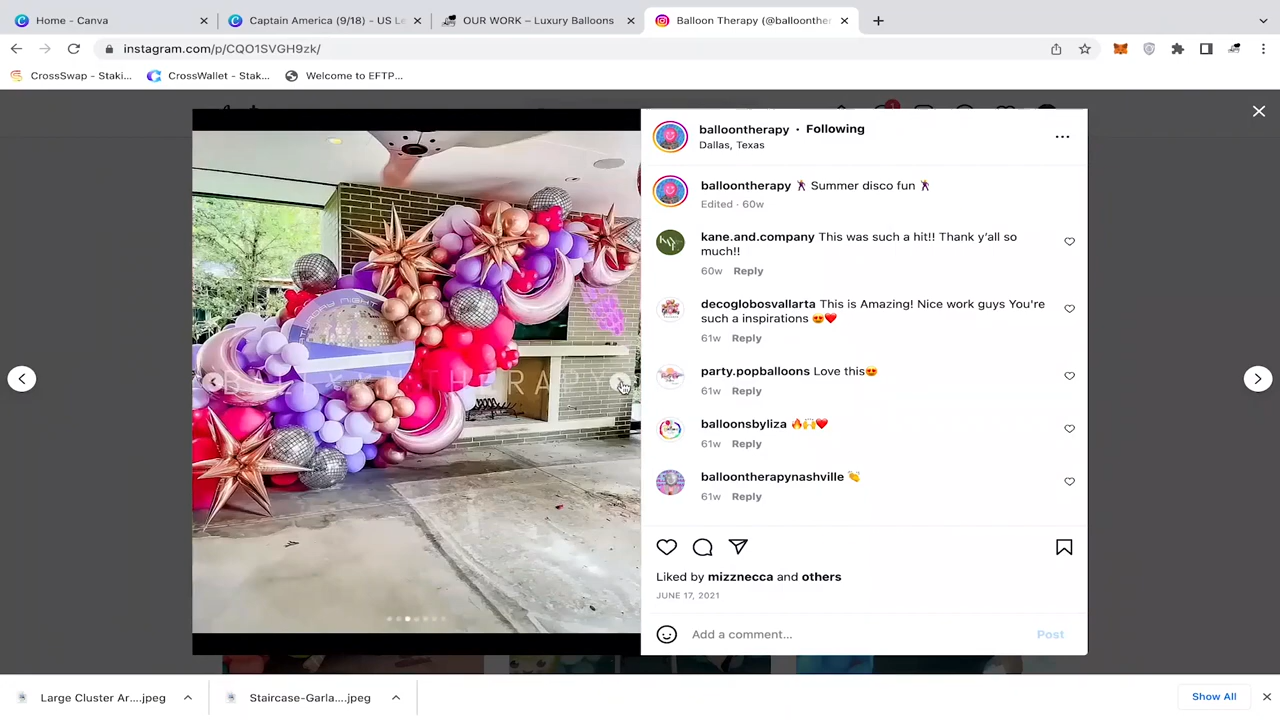 Home - Canva
Captain America (9/18) - US Le
OUR WORK – Luxury Balloons
Balloon Therapy (@balloonther
instagram.com/p/CQO1SVGH9zk/
CrossSwap - Staki...
CrossWallet - Stak...
Welcome to EFTP...
balloontherapy • Following
Dallas, Texas
balloontherapy 🕺 Summer disco fun 🕺
Edited · 60w
kane.and.company This was such a hit!! Thank y'all so
much!!
60w Reply
decoglobosvallarta This is Amazing! Nice work guys You're
such a inspirations 😍❤️
61w Reply
party.popballoons Love this😍
61w Reply
balloonsbyliza 🔥🙌❤️
61w Reply
balloontherapynashville 👏
61w Reply
BALLOON THERAPY
Liked by mizznecca and others
JUNE 17, 2021
Add a comment...
Post
Large Cluster Ar....jpeg
Staircase-Garla....jpeg
Show All